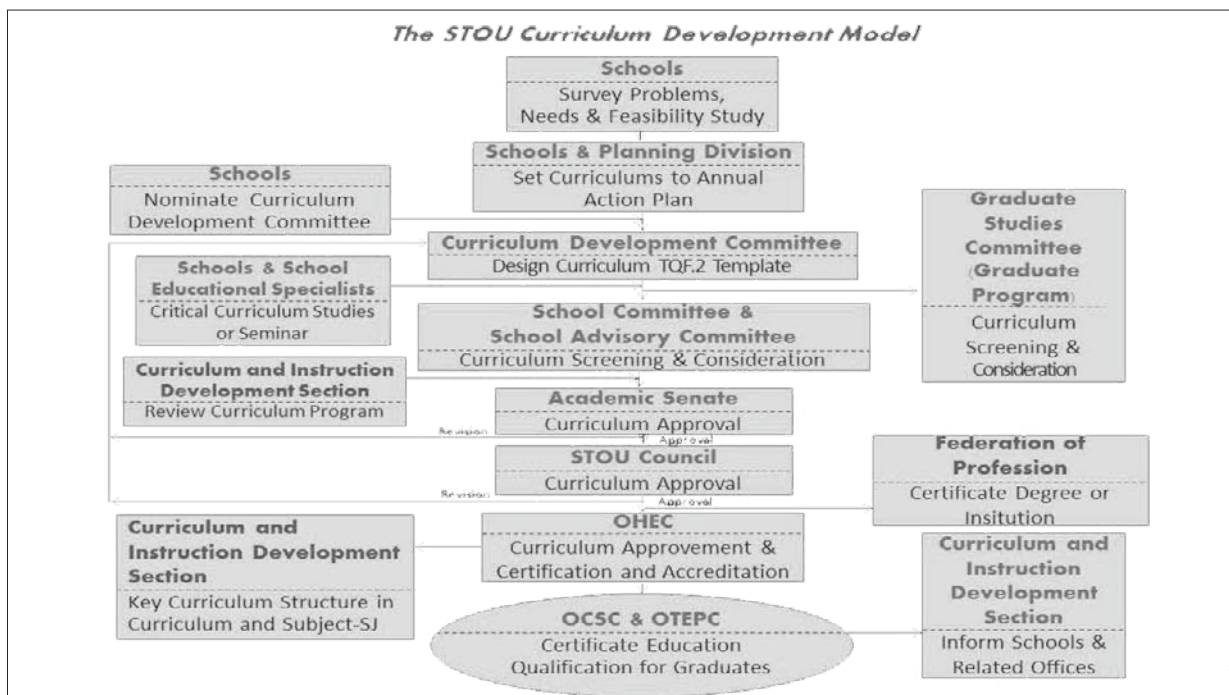 The STOU Curriculum Development Model
Schools
Survey Problems,
Needs & Feasibility Study
Schools & Planning Division
Set Curriculums to Annual
Action Plan
Schools
Nominate Curriculum
Development Committee
Curriculum Development Committee
Design Curriculum TQF.2 Template
Graduate
Studies
Committee
(Graduate
Program)
Curriculum
Screening &
Consideration
Schools & School
Educational Specialists
Critical Curriculum Studies
or Seminar
School Committee &
School Advisory Committee
Curriculum Screening & Consideration
Curriculum and Instruction
Development Section
Review Curriculum Program
Academic Senate
Curriculum Approval
Revision
Approval
STOU Council
Curriculum Approval
Revision
Approval
Federation of
Profession
Certificate Degree or
Insitution
OHEC
Curriculum Approvement &
Certification and Accreditation
Curriculum and
Instruction Development
Section
Key Curriculum Structure in
Curriculum and Subject-SJ
OCSC & OTEPC
Certificate Education
Qualification for Graduates
Curriculum and
Instruction
Development
Section
Inform Schools &
Related Offices